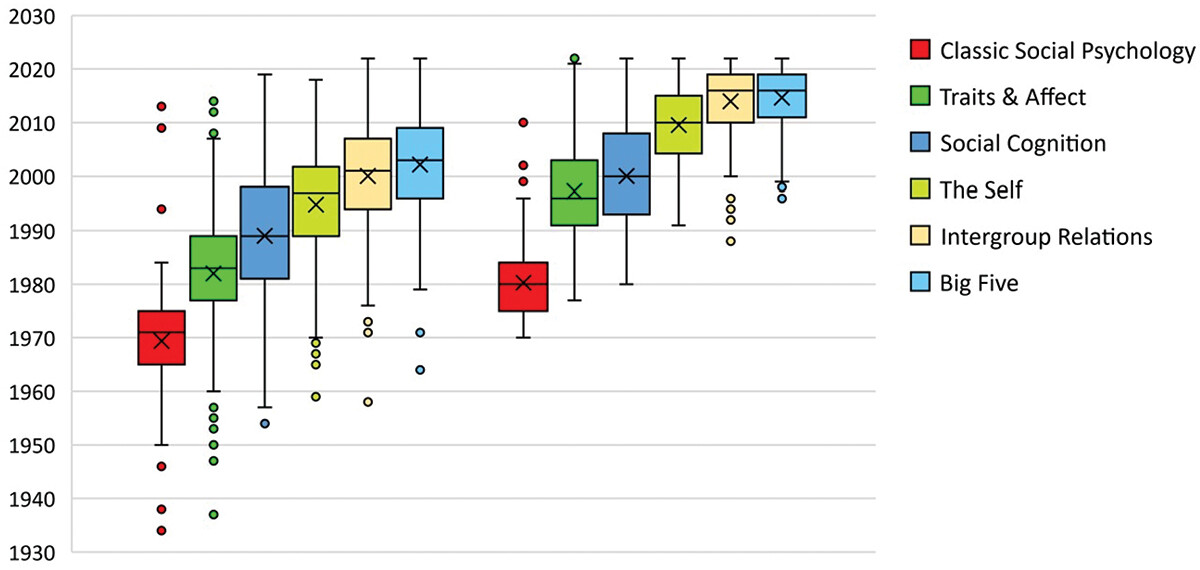 2030
2020
2010
2000
1990
1980
1970
1960
1950
1940
1930
Classic Social Psychology
Traits & Affect
Social Cognition
The Self
Intergroup Relations
Big Five